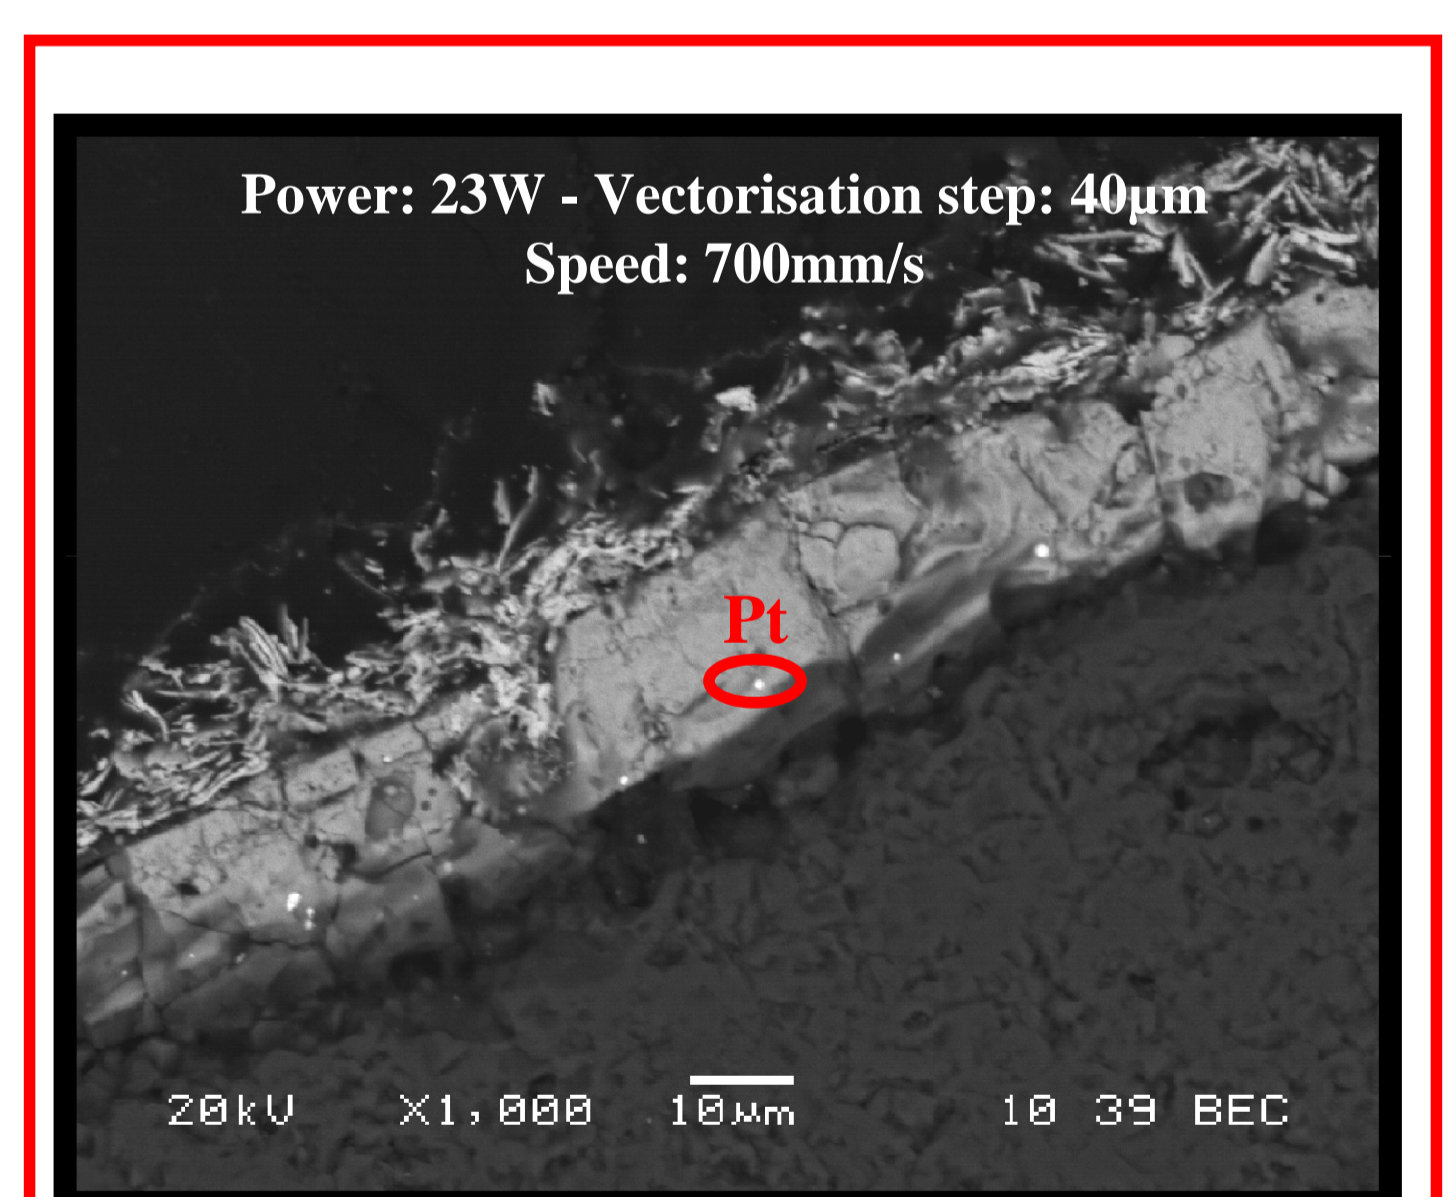 Power: 23W - Vectorisation step: 40µm
Speed: 700mm/s
Pt
20kV X1,000 10µm 10 39 BEC